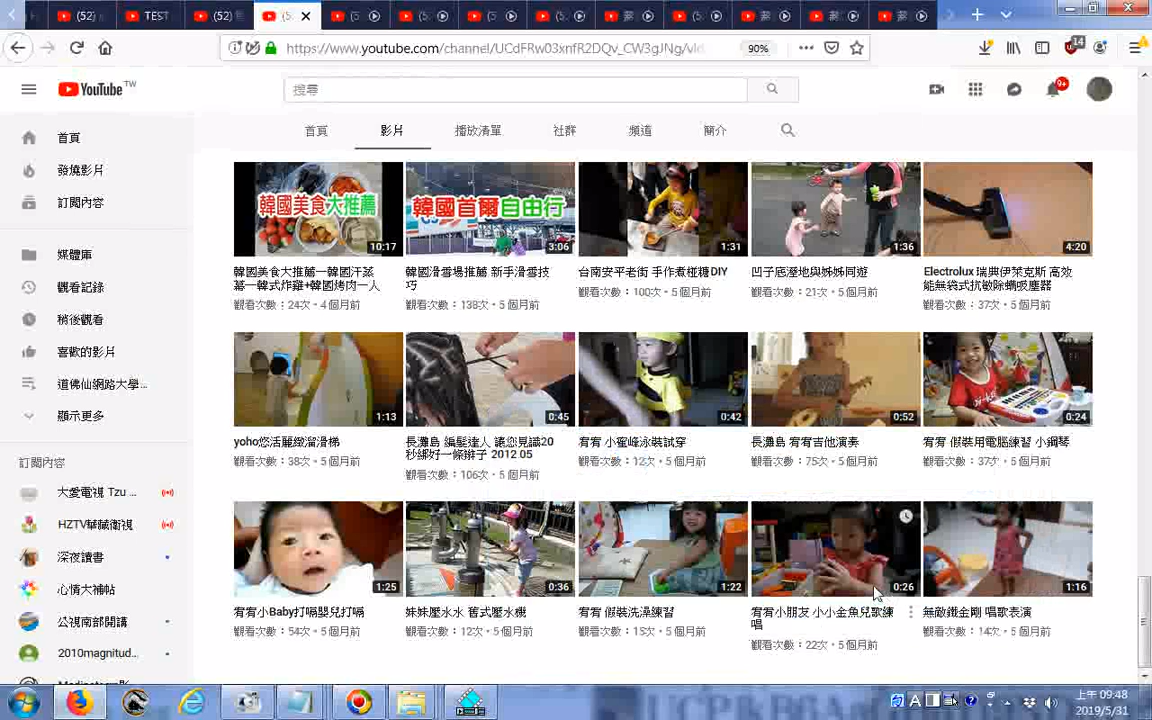 (52)
TEST
(52)
https://www.youtube.com/channel/UCdFRw03xnfR2DQv_CW3gJNg/
90%
14
YouTube TW
搜尋
9+
首頁 影片 播放清單 社群 頻道 簡介
首頁
發燒影片
訂閱內容
媒體庫
觀看記錄
稍後觀看
喜歡的影片
道佛仙網路大學...
顯示更多
訂閱內容
大愛電視 Tzu ...
HZTV華藏衛視
深夜讀書
心情大補帖
公視南部開講
2010magnitud...
韓國美食大推薦
10:17
韓國美食大推薦一韓國汗蒸
幕一韓式炸雞+韓國烤肉一人
觀看次數：24次 • 4 個月前
韓國首爾自由行
3:06
韓國滑雪場推薦 新手滑雪技
巧
觀看次數：138次 • 5 個月前
1:31
台南安平老街 手作煮椪糖DIY
觀看次數：100次 • 5 個月前
1:36
凹子底溼地與姊姊同遊
觀看次數：21次 • 5 個月前
4:20
Electrolux 瑞典伊萊克斯 高效
能無袋式抗敏除螨吸塵器
觀看次數：37次 • 5 個月前
1:13
yoho悠活麗緻溜滑梯
觀看次數：38次 • 5 個月前
0:45
長灘島 編髮達人 讓您見識20
秒綁好一條辮子 2012.05
觀看次數：106次 • 5 個月前
0:42
宥宥 小蜜峰泳裝試穿
觀看次數：12次 • 5 個月前
0:52
長灘島 宥宥吉他演奏
觀看次數：75次 • 5 個月前
0:24
宥宥 假裝用電腦練習 小鋼琴
觀看次數：37次 • 5 個月前
1:25
宥宥小Baby打嗝嬰兒打嗝
觀看次數：54次 • 5 個月前
0:36
妹妹壓水水 舊式壓水機
觀看次數：12次 • 5 個月前
1:22
宥宥 假裝洗澡練習
觀看次數：15次 • 5 個月前
0:26
宥宥小朋友 小小金魚兒歌練
唱
觀看次數：22次 • 5 個月前
1:16
無敵鐵金剛 唱歌表演
觀看次數：14次 • 5 個月前
上午 09:48
2019/5/31